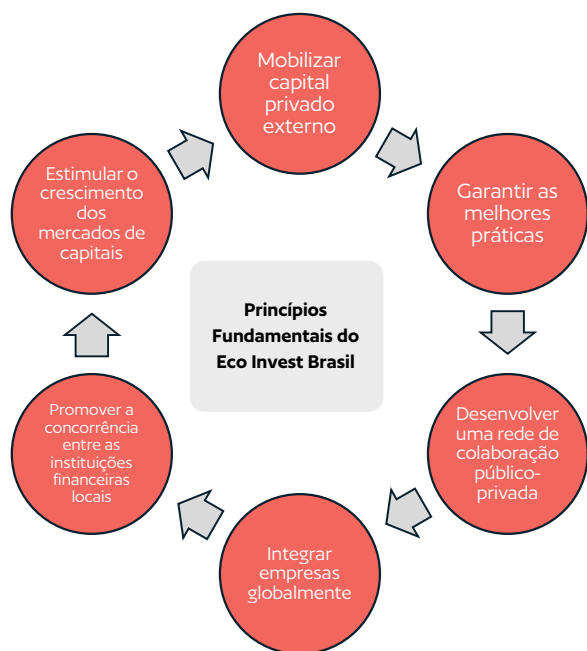 Mobilizar
capital
privado
externo
Garantir as
melhores
práticas
Desenvolver
uma rede de
colaboração
público-
privada
Integrar
empresas
globalmente
Promover a
concorrência
entre as
instituições
financeiras
locais
Estimular o
crescimento
dos
mercados de
capitais
Princípios
Fundamentais do
Eco Invest Brasil